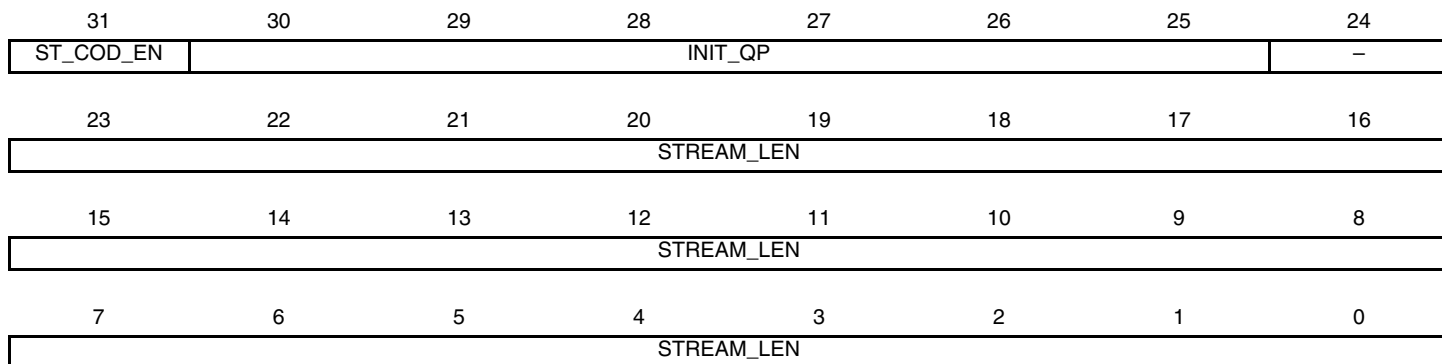 31 30 29 28 27 26 25 24
ST_COD_EN INIT_QP –
23 22 21 20 19 18 17 16
STREAM_LEN
15 14 13 12 11 10 9 8
STREAM_LEN
7 6 5 4 3 2 1 0
STREAM_LEN